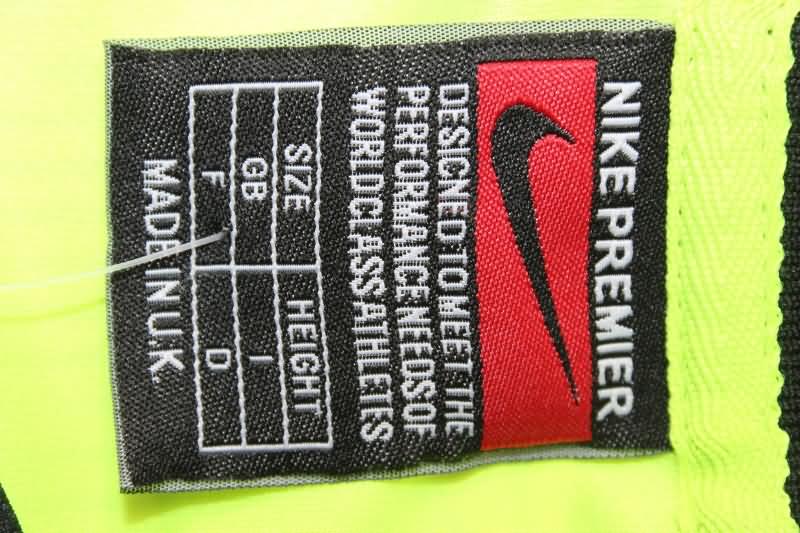 NIKE PREMIER
DESIGNED TO MEET THE
PERFORMANCE NEEDS OF
WORLD CLASS ATHLETES
SIZE HEIGHT
GB I
F D
MADE IN U.K.